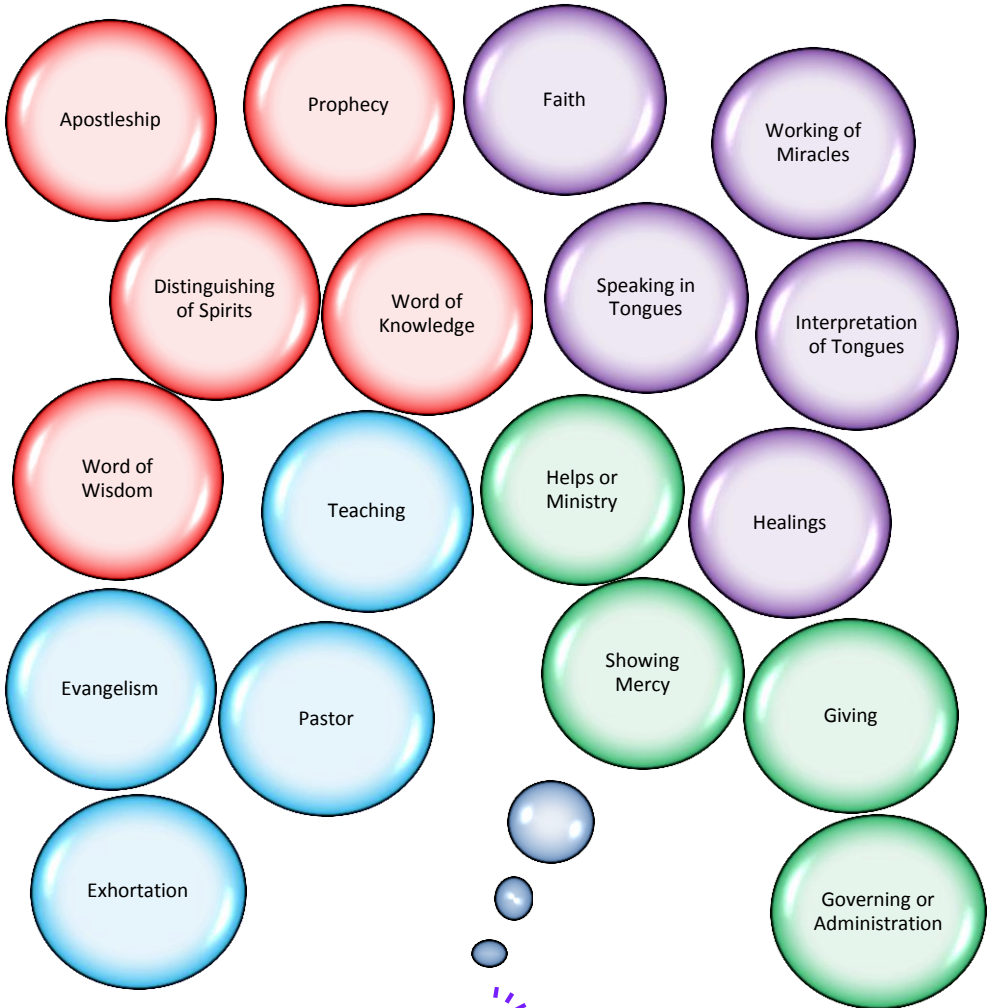 Apostleship
Prophecy
Faith
Working of
Miracles
Distinguishing
of Spirits
Word of
Knowledge
Speaking in
Tongues
Interpretation
of Tongues
Word of
Wisdom
Teaching
Helps or
Ministry
Healings
Evangelism
Pastor
Showing
Mercy
Giving
Exhortation
Governing or
Administration